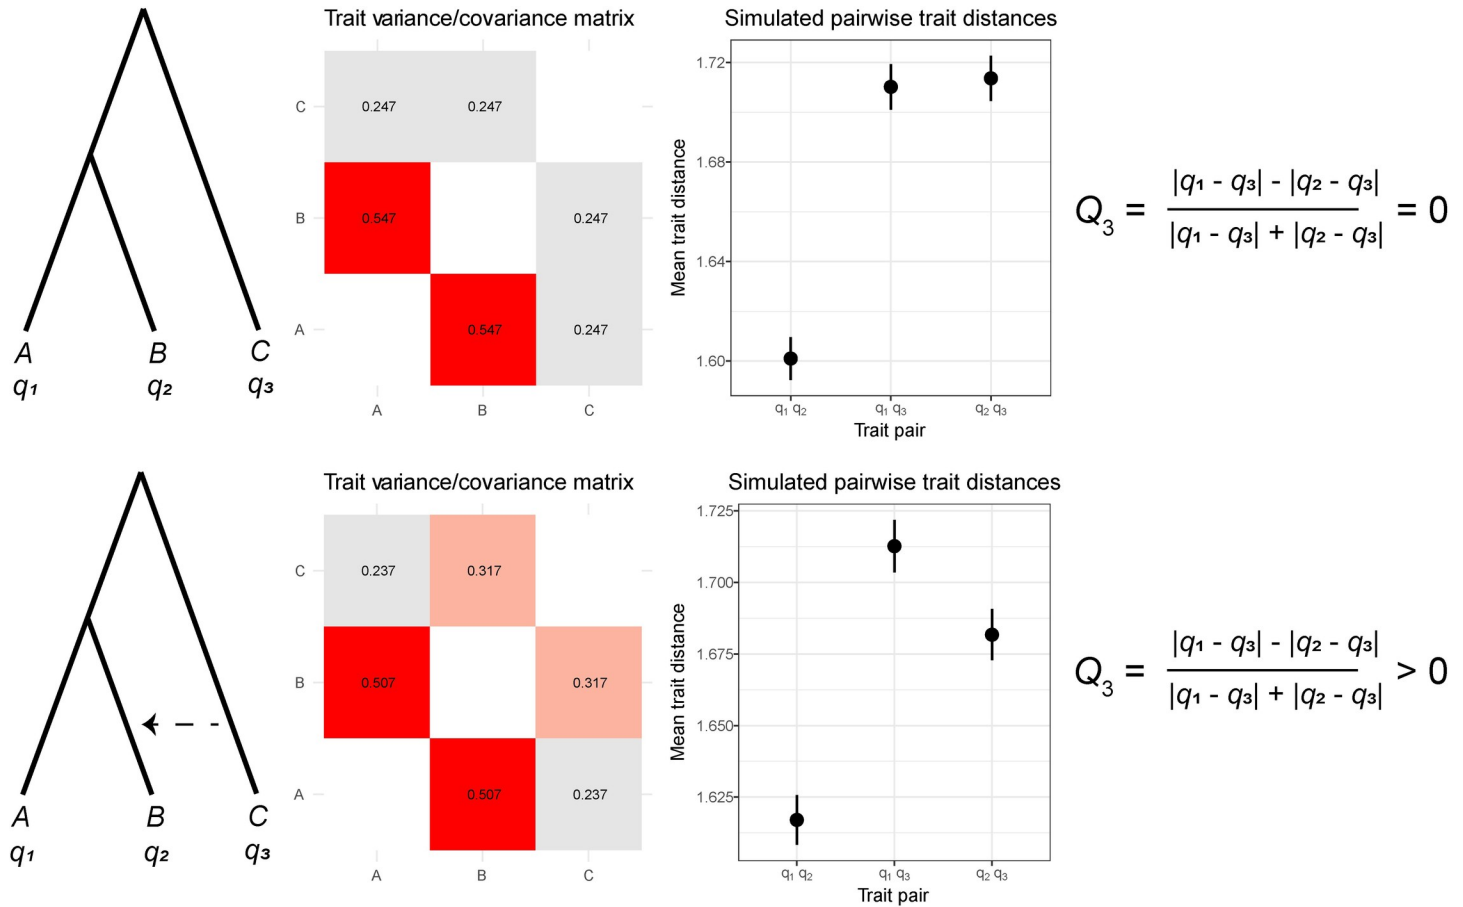 Trait variance/covariance matrix
Simulated pairwise trait distances
A B C
q₁ q₂ q₃
C
B
A
0.247 0.247
0.547 0.247
0.547 0.247
A B C
Mean trait distance
1.72
1.68
1.64
1.60
q₁ q₂ q₁ q₃ q₂ q₃
Trait pair
Q₃ = |q₁ - q₃| - |q₂ - q₃| / |q₁ - q₃| + |q₂ - q₃| = 0
Trait variance/covariance matrix
Simulated pairwise trait distances
A B C
q₁ q₂ q₃
C
B
A
0.237 0.317
0.507 0.317
0.507 0.237
A B C
Mean trait distance
1.725
1.700
1.675
1.650
1.625
q₁ q₂ q₁ q₃ q₂ q₃
Trait pair
Q₃ = |q₁ - q₃| - |q₂ - q₃| / |q₁ - q₃| + |q₂ - q₃| > 0